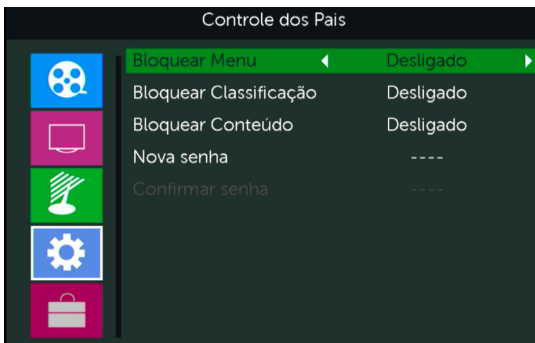 Controle dos Pais
Bloquear Menu Desligado
Bloquear Classificação Desligado
Bloquear Conteúdo Desligado
Nova senha ----
Confirmar senha ----